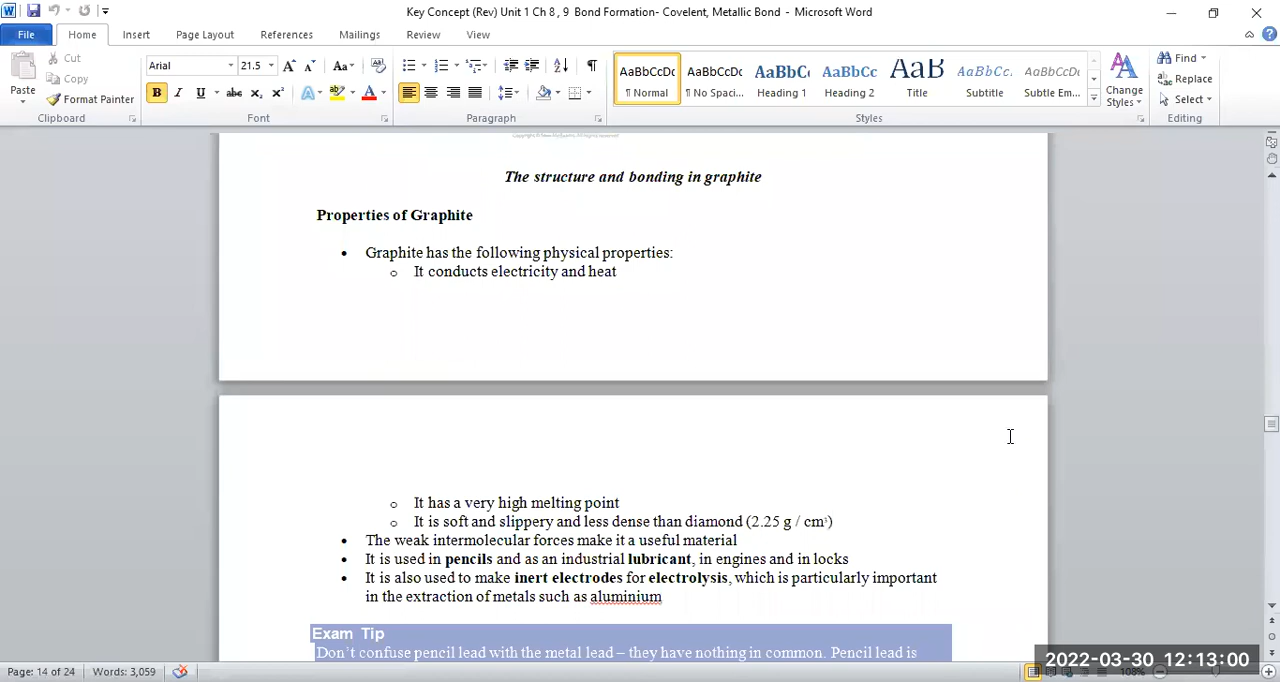 Key Concept (Rev) Unit 1 Ch 8 , 9 Bond Formation- Covelent, Metallic Bond - Microsoft Word
File Home Insert Page Layout References Mailings Review View
Cut
Copy
Format Painter
Paste
Clipboard
Arial 21.5
Font
Paragraph
AaBbCcDc AaBbCcDc AaBbCc AaBbCc AaB AaBbCc. AaBbCcDc
¶ Normal ¶ No Spaci... Heading 1 Heading 2 Title Subtitle Subtle Em...
Styles
Change
Styles
Find
Replace
Select
Editing
The structure and bonding in graphite
Properties of Graphite
• Graphite has the following physical properties:
o It conducts electricity and heat
o It has a very high melting point
o It is soft and slippery and less dense than diamond (2.25 g / cm³)
• The weak intermolecular forces make it a useful material
• It is used in pencils and as an industrial lubricant, in engines and in locks
• It is also used to make inert electrodes for electrolysis, which is particularly important
in the extraction of metals such as aluminium
Exam Tip
Don't confuse pencil lead with the metal lead – they have nothing in common. Pencil lead is
Page: 14 of 24 Words: 3,059
108%
2022-03-30 12:13:00